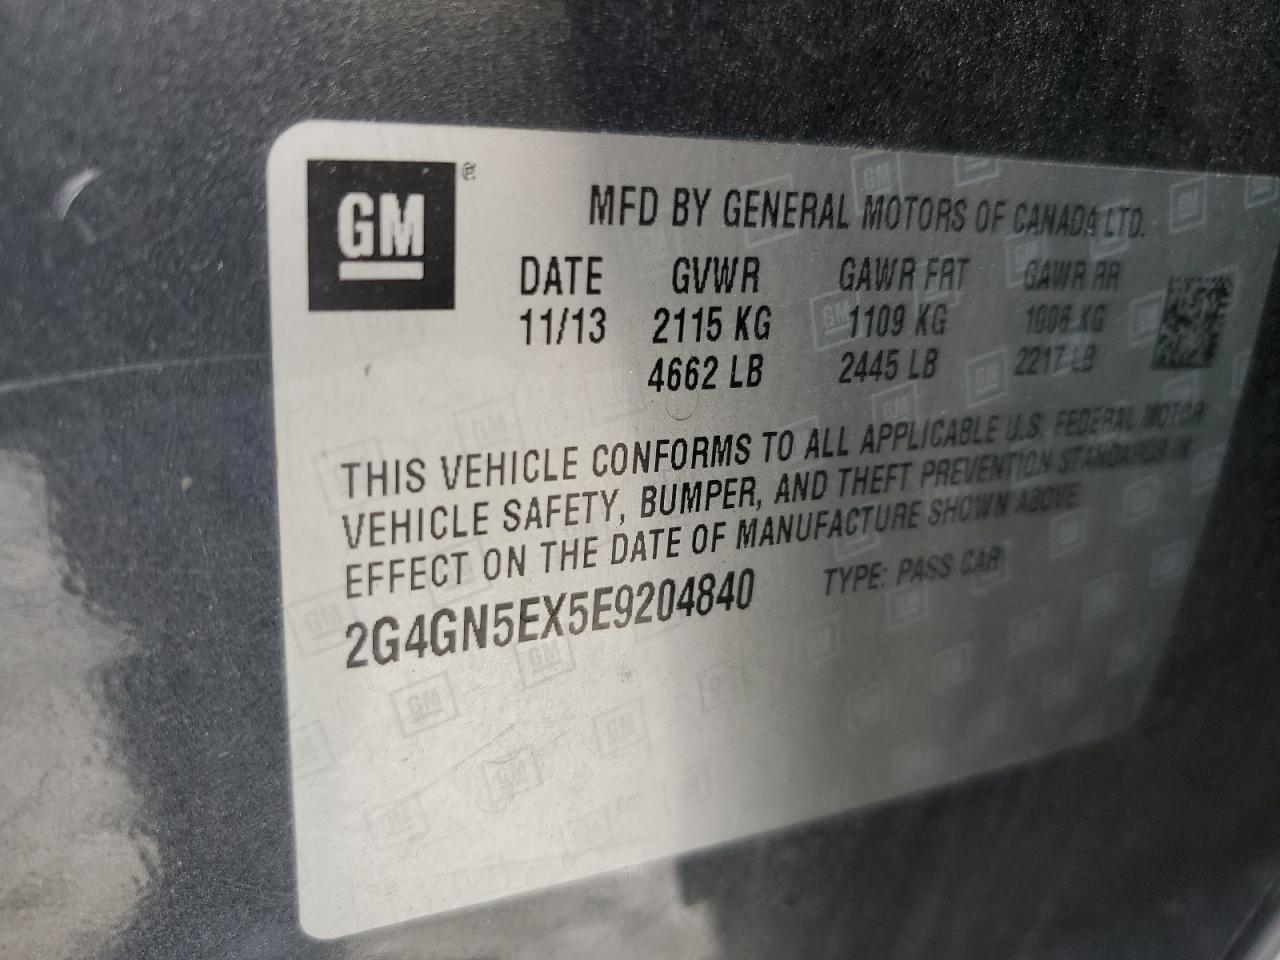 GM
MFD BY GENERAL MOTORS OF CANADA LTD.
DATE GVWR GAWR FRT GAWR RR
11/13 2115 KG 1109 KG 1006 KG
4662 LB 2445 LB 2217 LB
THIS VEHICLE CONFORMS TO ALL APPLICABLE U.S. FEDERAL MOTOR
VEHICLE SAFETY, BUMPER, AND THEFT PREVENTION STANDARDS IN
EFFECT ON THE DATE OF MANUFACTURE SHOWN ABOVE.
2G4GN5EX5E9204840 TYPE: PASS CAR